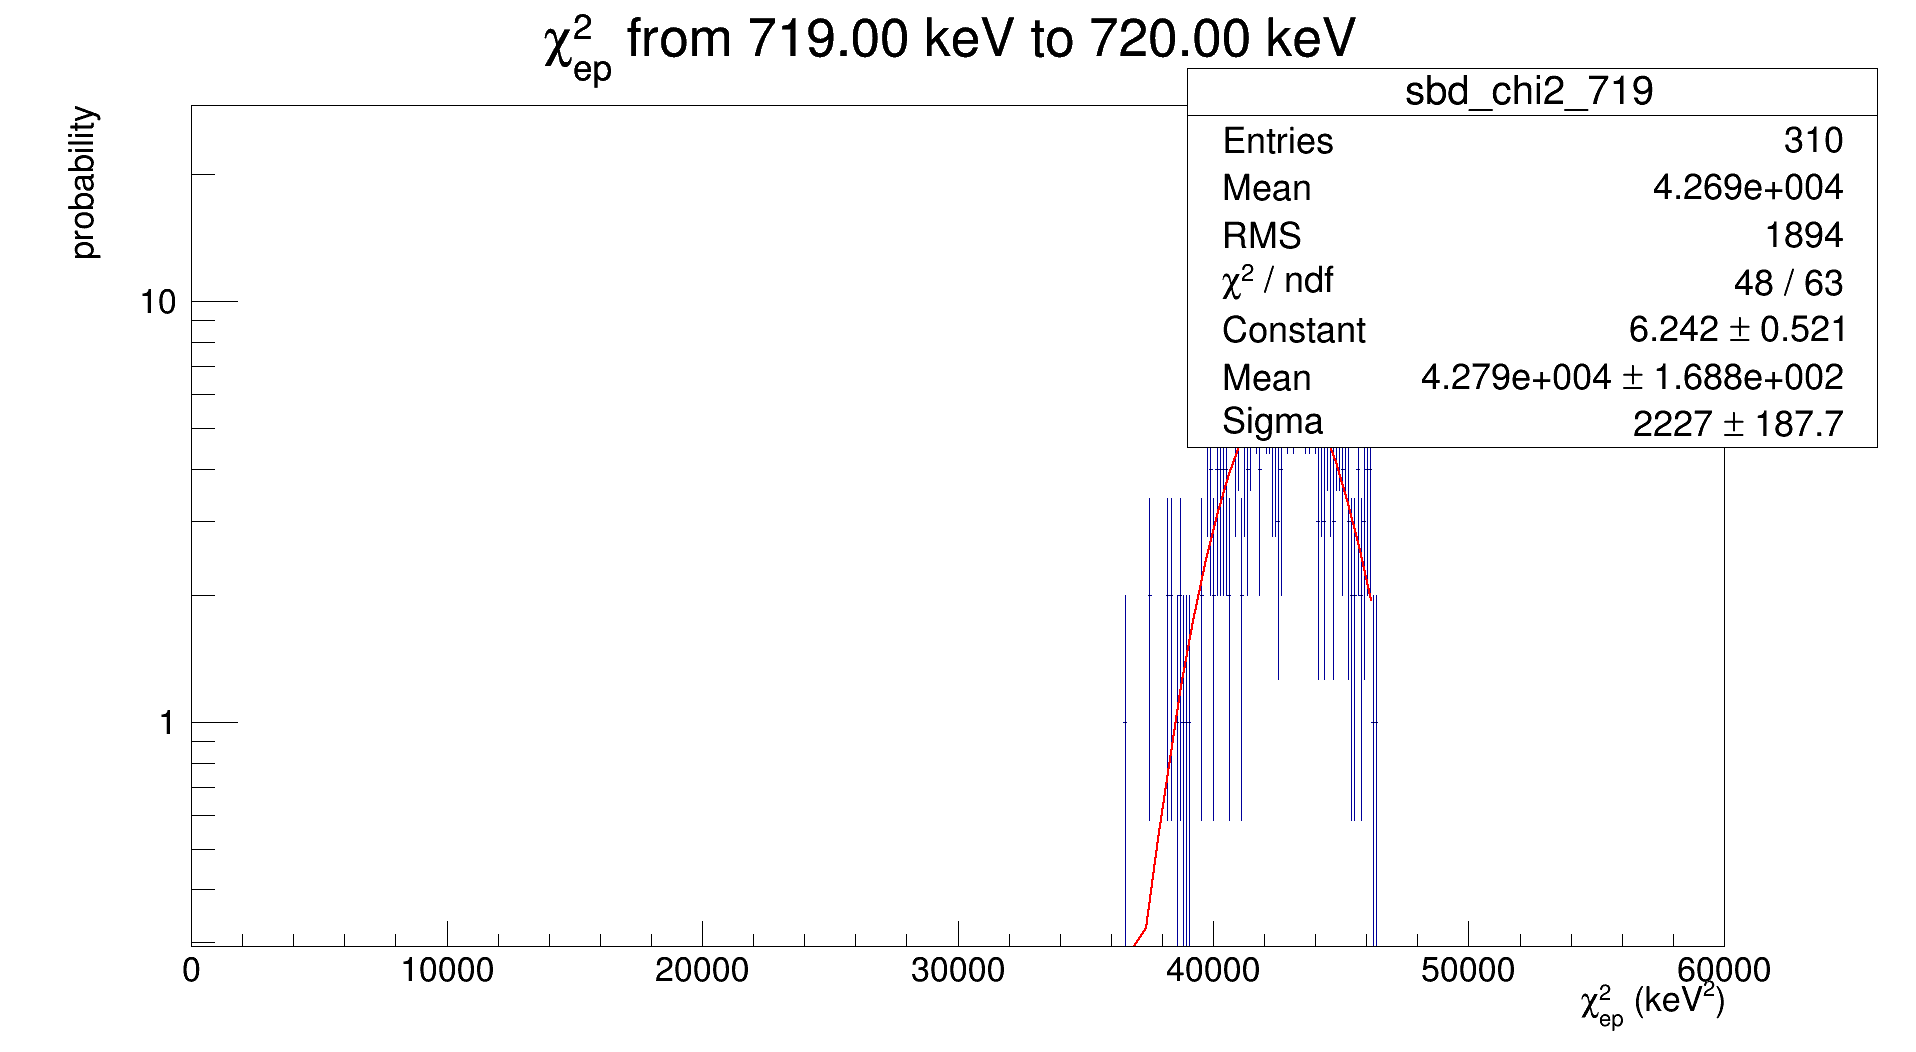 χ²ep from 719.00 keV to 720.00 keV
probability
sbd_chi2_719
Entries 310
Mean 4.269e+004
RMS 1894
χ² / ndf 48 / 63
Constant 6.242 ± 0.521
Mean 4.279e+004 ± 1.688e+002
Sigma 2227 ± 187.7
10
1
0 10000 20000 30000 40000 50000 60000
χ²ep (keV²)